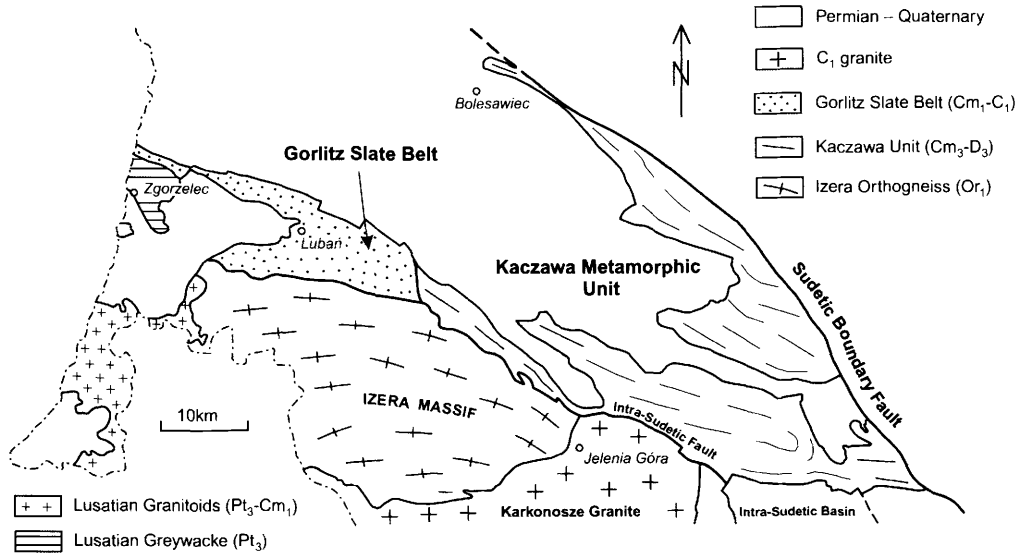 Permian – Quaternary
C₁ granite
Gorlitz Slate Belt (Cm₁-C₁)
Kaczawa Unit (Cm₃-D₃)
Izera Orthogneiss (Or₁)
N
Bolesawiec
Gorlitz Slate Belt
Zgorzelec
Lubań
Kaczawa Metamorphic
Unit
Sudetic Boundary Fault
10km
IZERA MASSIF
Intra-Sudetic Fault
Jelenia Góra
Karkonosze Granite
Intra-Sudetic Basin
Lusatian Granitoids (Pt₃-Cm₁)
Lusatian Greywacke (Pt₃)